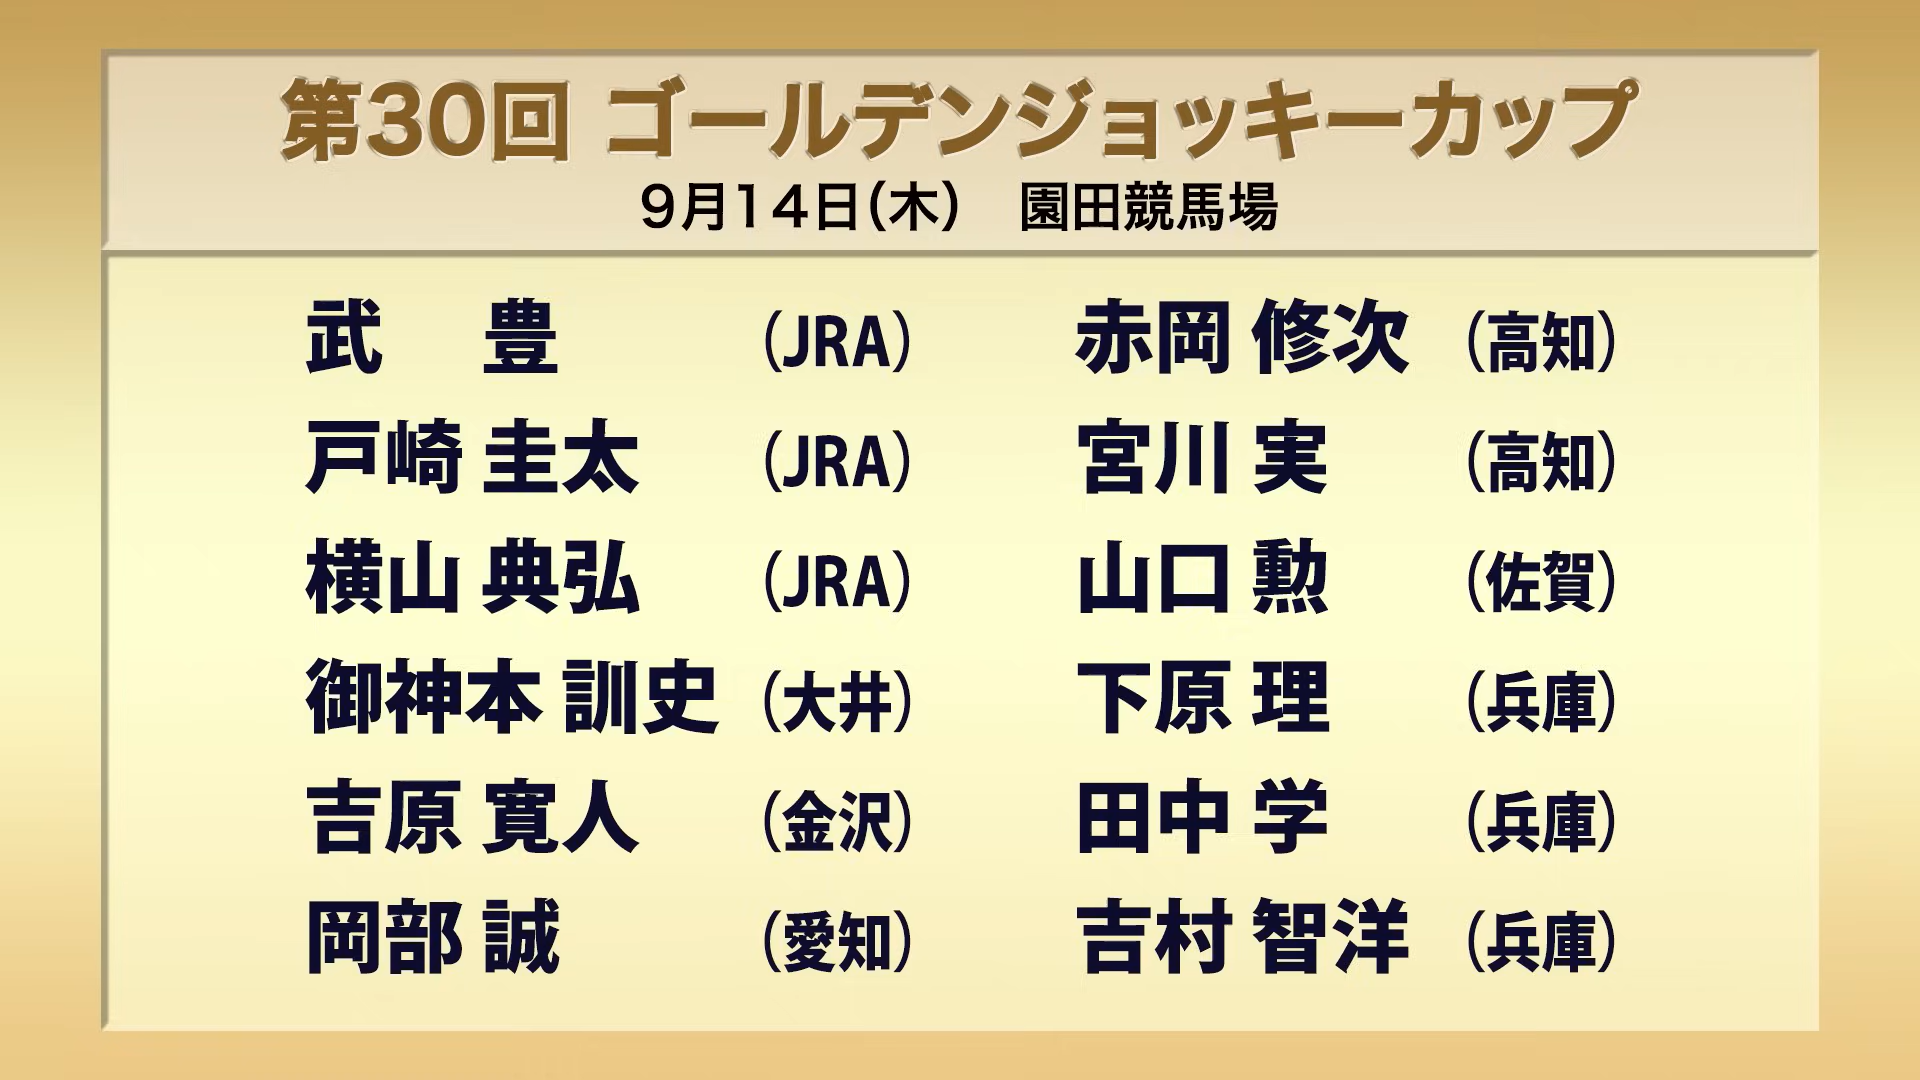 第30回 ゴールデンジョッキーカップ
9月14日(木) 園田競馬場
武 豊 (JRA) 赤岡 修次 (高知)
戸崎 圭太 (JRA) 宮川 実 (高知)
横山 典弘 (JRA) 山口 勲 (佐賀)
御神本 訓史 (大井) 下原 理 (兵庫)
吉原 寛人 (金沢) 田中 学 (兵庫)
岡部 誠 (愛知) 吉村 智洋 (兵庫)